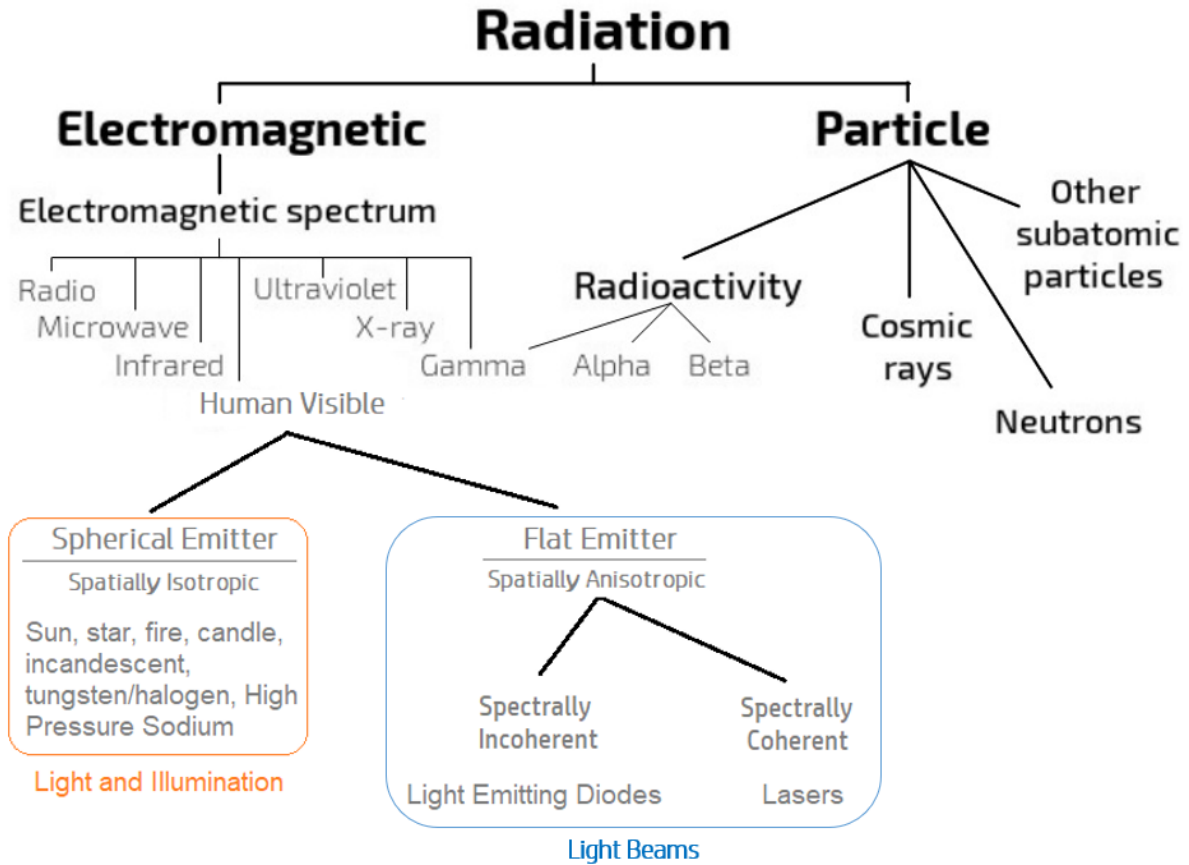 Radiation
Electromagnetic
Particle
Electromagnetic spectrum
Other
subatomic
particles
Radio
Ultraviolet
Radioactivity
Microwave
X-ray
Cosmic
rays
Infrared
Gamma
Alpha
Beta
Human Visible
Neutrons
Spherical Emitter
Spatially Isotropic
Sun, star, fire, candle,
incandescent,
tungsten/halogen, High
Pressure Sodium
Light and Illumination
Flat Emitter
Spatially Anisotropic
Spectrally
Incoherent
Spectrally
Coherent
Light Emitting Diodes
Lasers
Light Beams